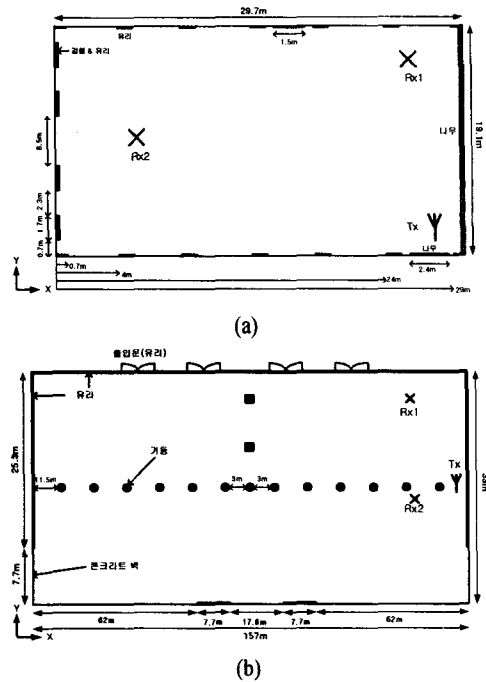 29.7m
유리
1.5m
걸름 & 유리
Rx1
나무
19.1m
Rx2
8.5m
2.3m
1.7m
0.7m
Tx
나무
Y
X
0.7m
4m
24m
2.4m
29m
(a)
출입문(유리)
유리
Rx1
25.3m
기둥
Tx
11.5m
3m
3m
Rx2
7.7m
콘크리트 벽
Y
X
62m
7.7m
17.6m
7.7m
62m
157m
(b)